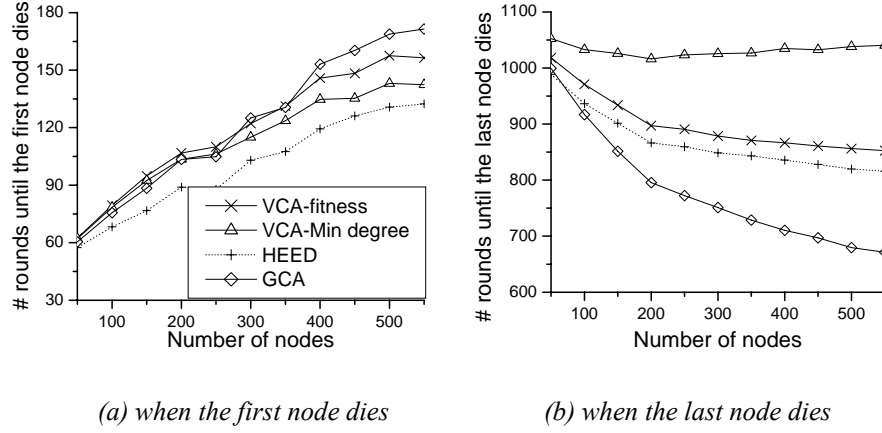 180
150
120
90
60
30
# rounds until the first node dies
VCA-fitness
VCA-Min degree
HEED
GCA
100 200 300 400 500
Number of nodes
(a) when the first node dies
1100
1000
900
800
700
600
# rounds until the last node dies
100 200 300 400 500
Number of nodes
(b) when the last node dies